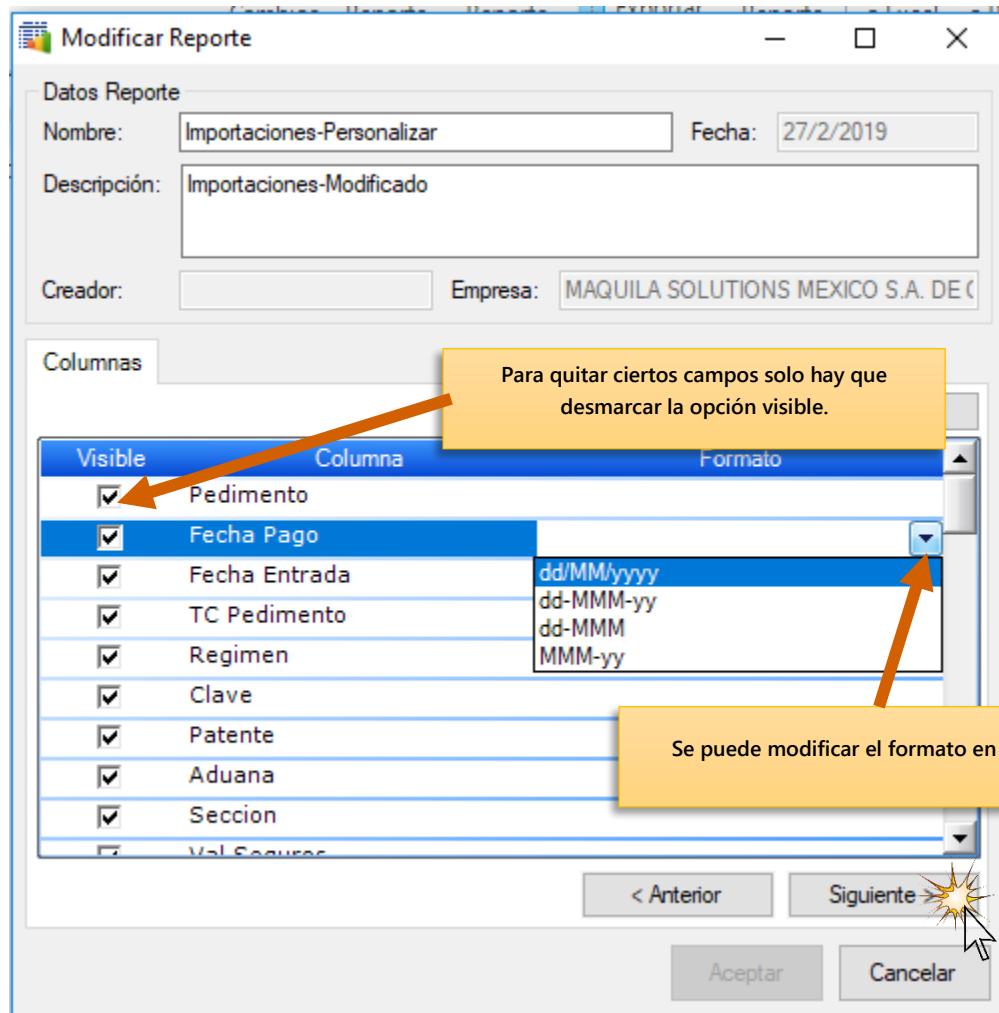 Modificar Reporte
Datos Reporte
Nombre: Importaciones-Personalizar Fecha: 27/2/2019
Descripción: Importaciones-Modificado
Creador: Empresa: MAQUILA SOLUTIONS MEXICO S.A. DE
Columnas
Para quitar ciertos campos solo hay que
desmarcar la opción visible.
Visible Columna Formato
Pedimento
Fecha Pago
Fecha Entrada
dd/MM/yyyy
dd-MMM-yy
dd-MMM
MMM-yy
TC Pedimento
Regimen
Clave
Patente
Se puede modificar el formato en
Aduana
Seccion
Val Seguros
< Anterior Siguiente >
Aceptar Cancelar